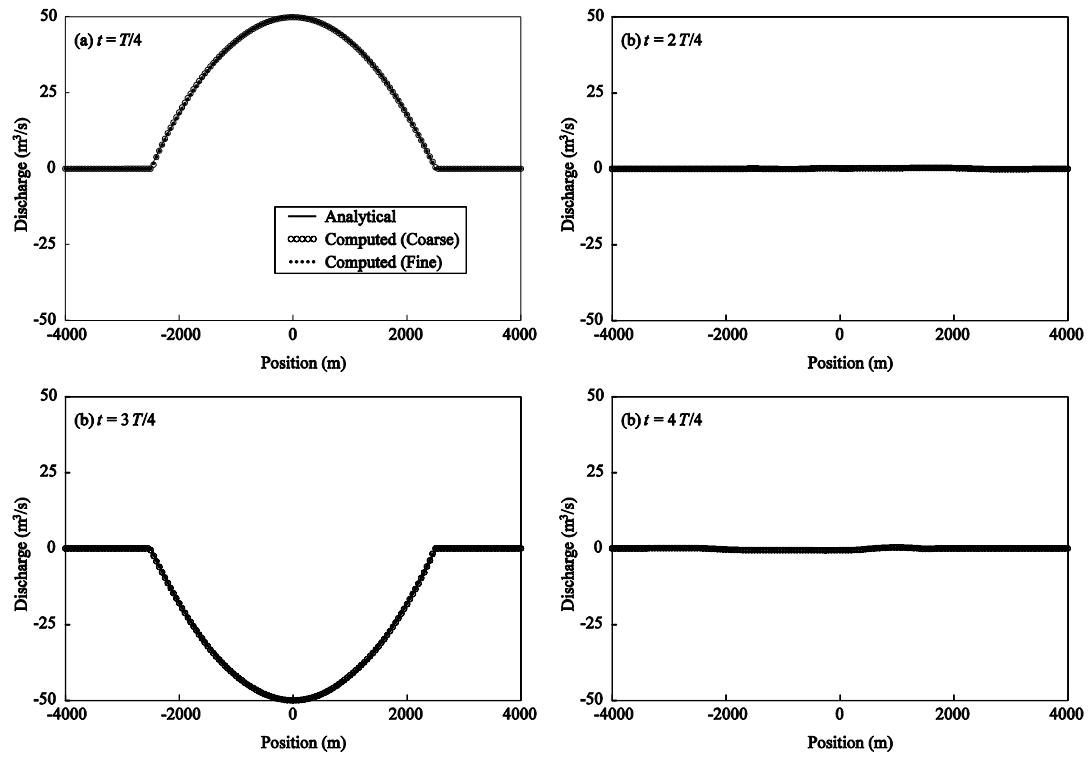 50
25
0
-25
-50
Discharge (m³/s)
(a) t = T/4
Analytical
Computed (Coarse)
Computed (Fine)
-4000 -2000 0 2000 4000
Position (m)
50
25
0
-25
-50
Discharge (m³/s)
(b) t = 2 T/4
-4000 -2000 0 2000 4000
Position (m)
50
25
0
-25
-50
Discharge (m³/s)
(b) t = 3 T/4
-4000 -2000 0 2000 4000
Position (m)
50
25
0
-25
-50
Discharge (m³/s)
(b) t = 4 T/4
-4000 -2000 0 2000 4000
Position (m)